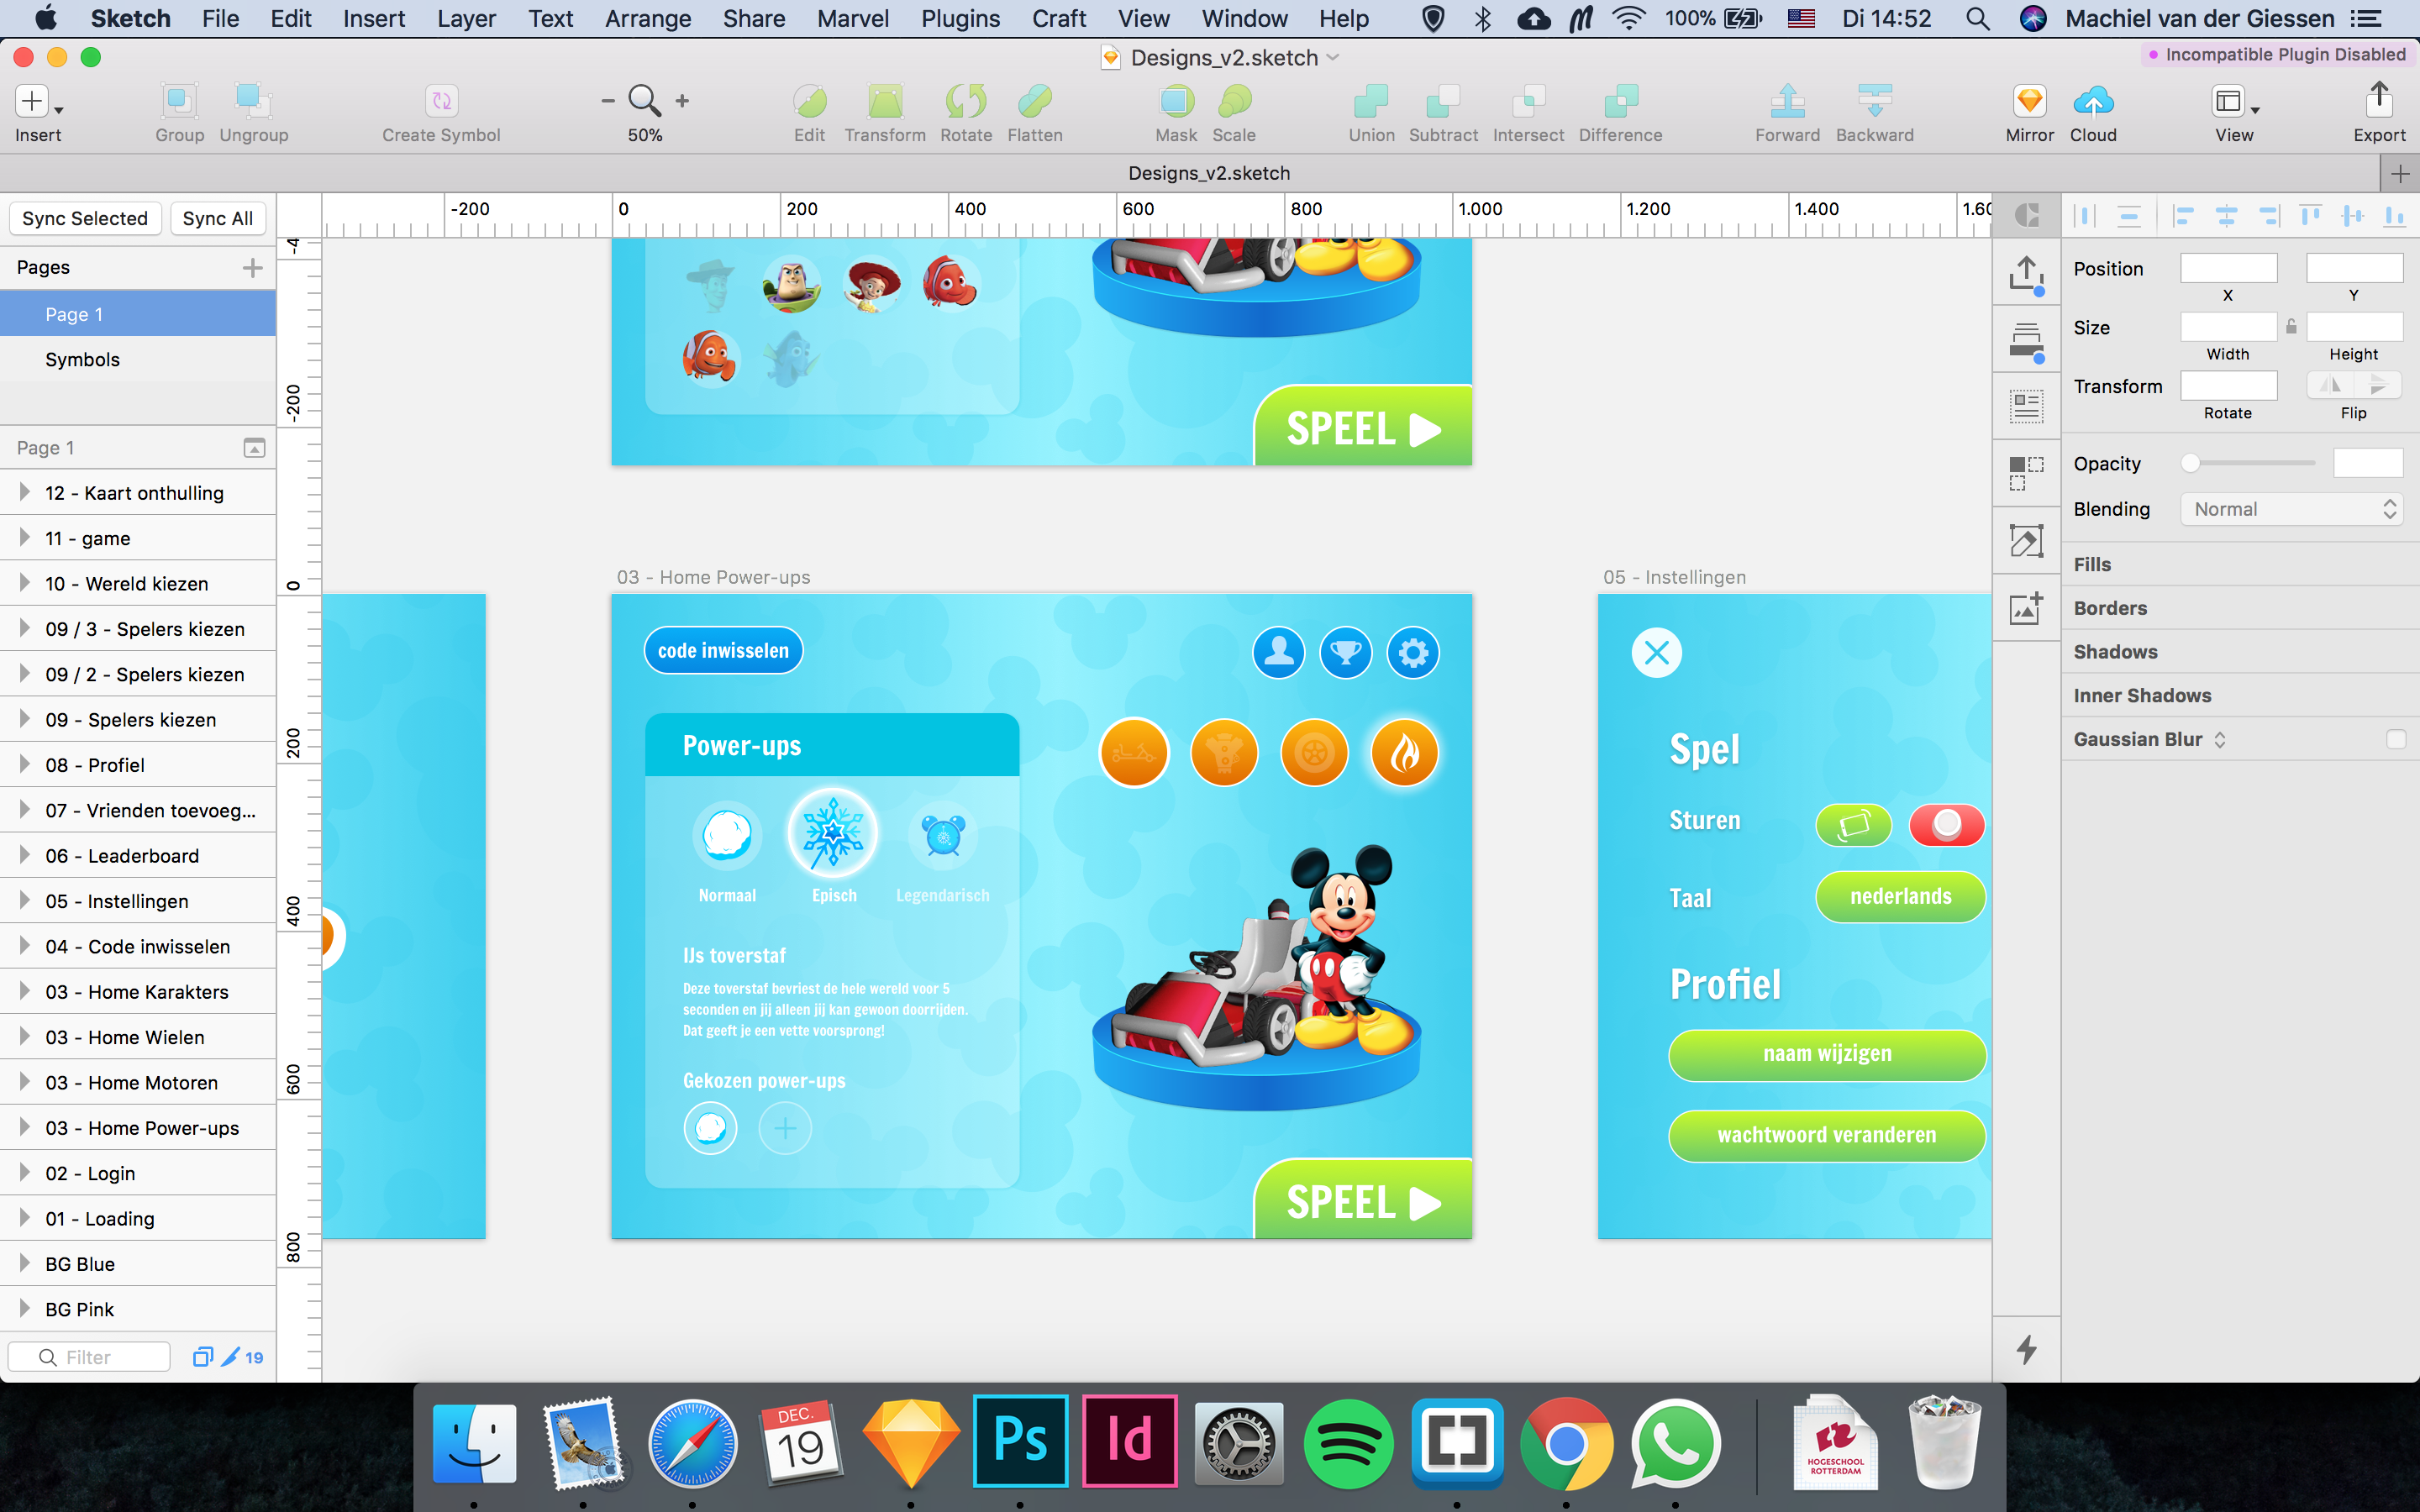 Sketch File Edit Insert Layer Text Arrange Share Marvel Plugins Craft View Window Help 100% Di 14:52 Machiel van der Giessen
Designs_v2.sketch
Incompatible Plugin Disabled
Insert Group Ungroup Create Symbol 50% Edit Transform Rotate Flatten Mask Scale Union Subtract Intersect Difference Forward Backward Mirror Cloud View Export
Designs_v2.sketch
Sync Selected Sync All
-200 0 200 400 600 800 1.000 1.200 1.400 1.60
Pages
Page 1
Symbols
Page 1
12 - Kaart onthulling
11 - game
10 - Wereld kiezen
09 / 3 - Spelers kiezen
09 / 2 - Spelers kiezen
09 - Spelers kiezen
08 - Profiel
07 - Vrienden toevoeg...
06 - Leaderboard
05 - Instellingen
04 - Code inwisselen
03 - Home Karakters
03 - Home Wielen
03 - Home Motoren
03 - Home Power-ups
02 - Login
01 - Loading
BG Blue
BG Pink
Filter 19
-4
-200
0
200
400
600
800
SPEEL
03 - Home Power-ups
code inwisselen
Power-ups
Normaal Episch Legendarisch
IJs toverstaf
Deze toverstaf bevriest de hele wereld voor 5
seconden en jij alleen jij kan gewoon doorrijden.
Dat geeft je een vette voorsprong!
Gekozen power-ups
SPEEL
05 - Instellingen
Spel
Sturen
Taal nederlands
Profiel
naam wijzigen
wachtwoord veranderen
Position
X Y
Size
Width Height
Transform
Rotate Flip
Opacity
Blending Normal
Fills
Borders
Shadows
Inner Shadows
Gaussian Blur
DEC.
19
Ps
Id
HOGESCHOOL
ROTTERDAM